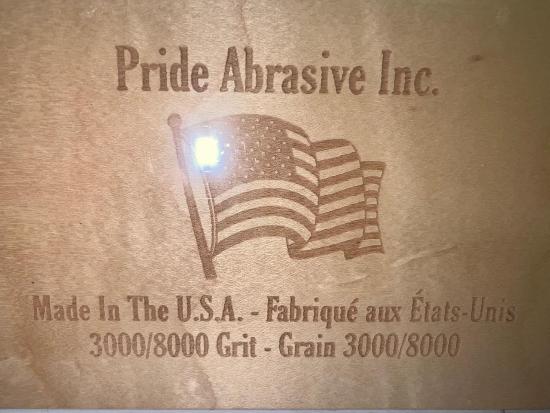 Pride Abrasive Inc.
Made In The U.S.A. - Fabriqué aux États-Unis
3000/8000 Grit - Grain 3000/8000